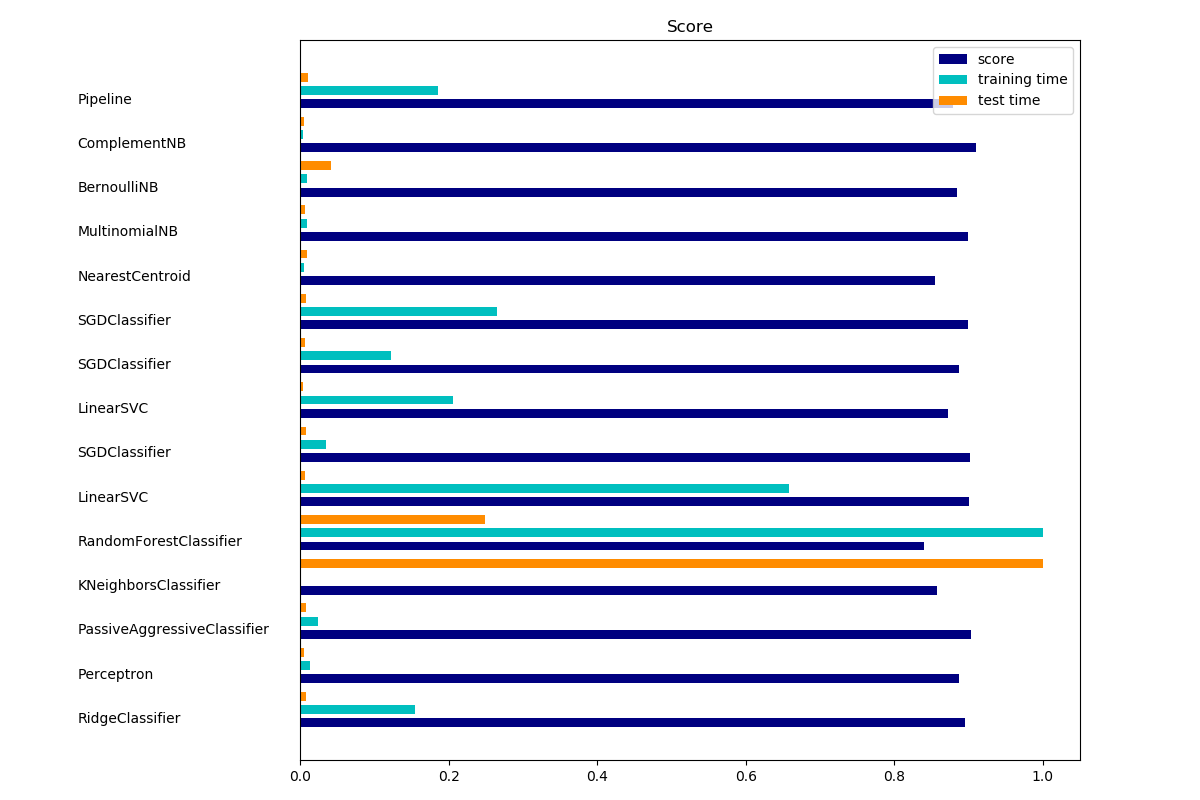 Score
score
training time
test time
Pipeline
ComplementNB
BernoulliNB
MultinomialNB
NearestCentroid
SGDClassifier
SGDClassifier
LinearSVC
SGDClassifier
LinearSVC
RandomForestClassifier
KNeighborsClassifier
PassiveAggressiveClassifier
Perceptron
RidgeClassifier
0.0 0.2 0.4 0.6 0.8 1.0